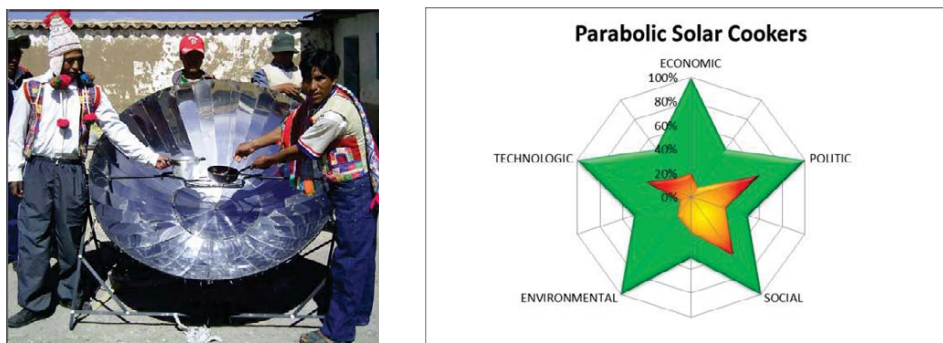 Parabolic Solar Cookers
ECONOMIC
100%
80%
60%
40%
20%
0%
TECHNOLOGIC
POLITIC
ENVIRONMENTAL
SOCIAL